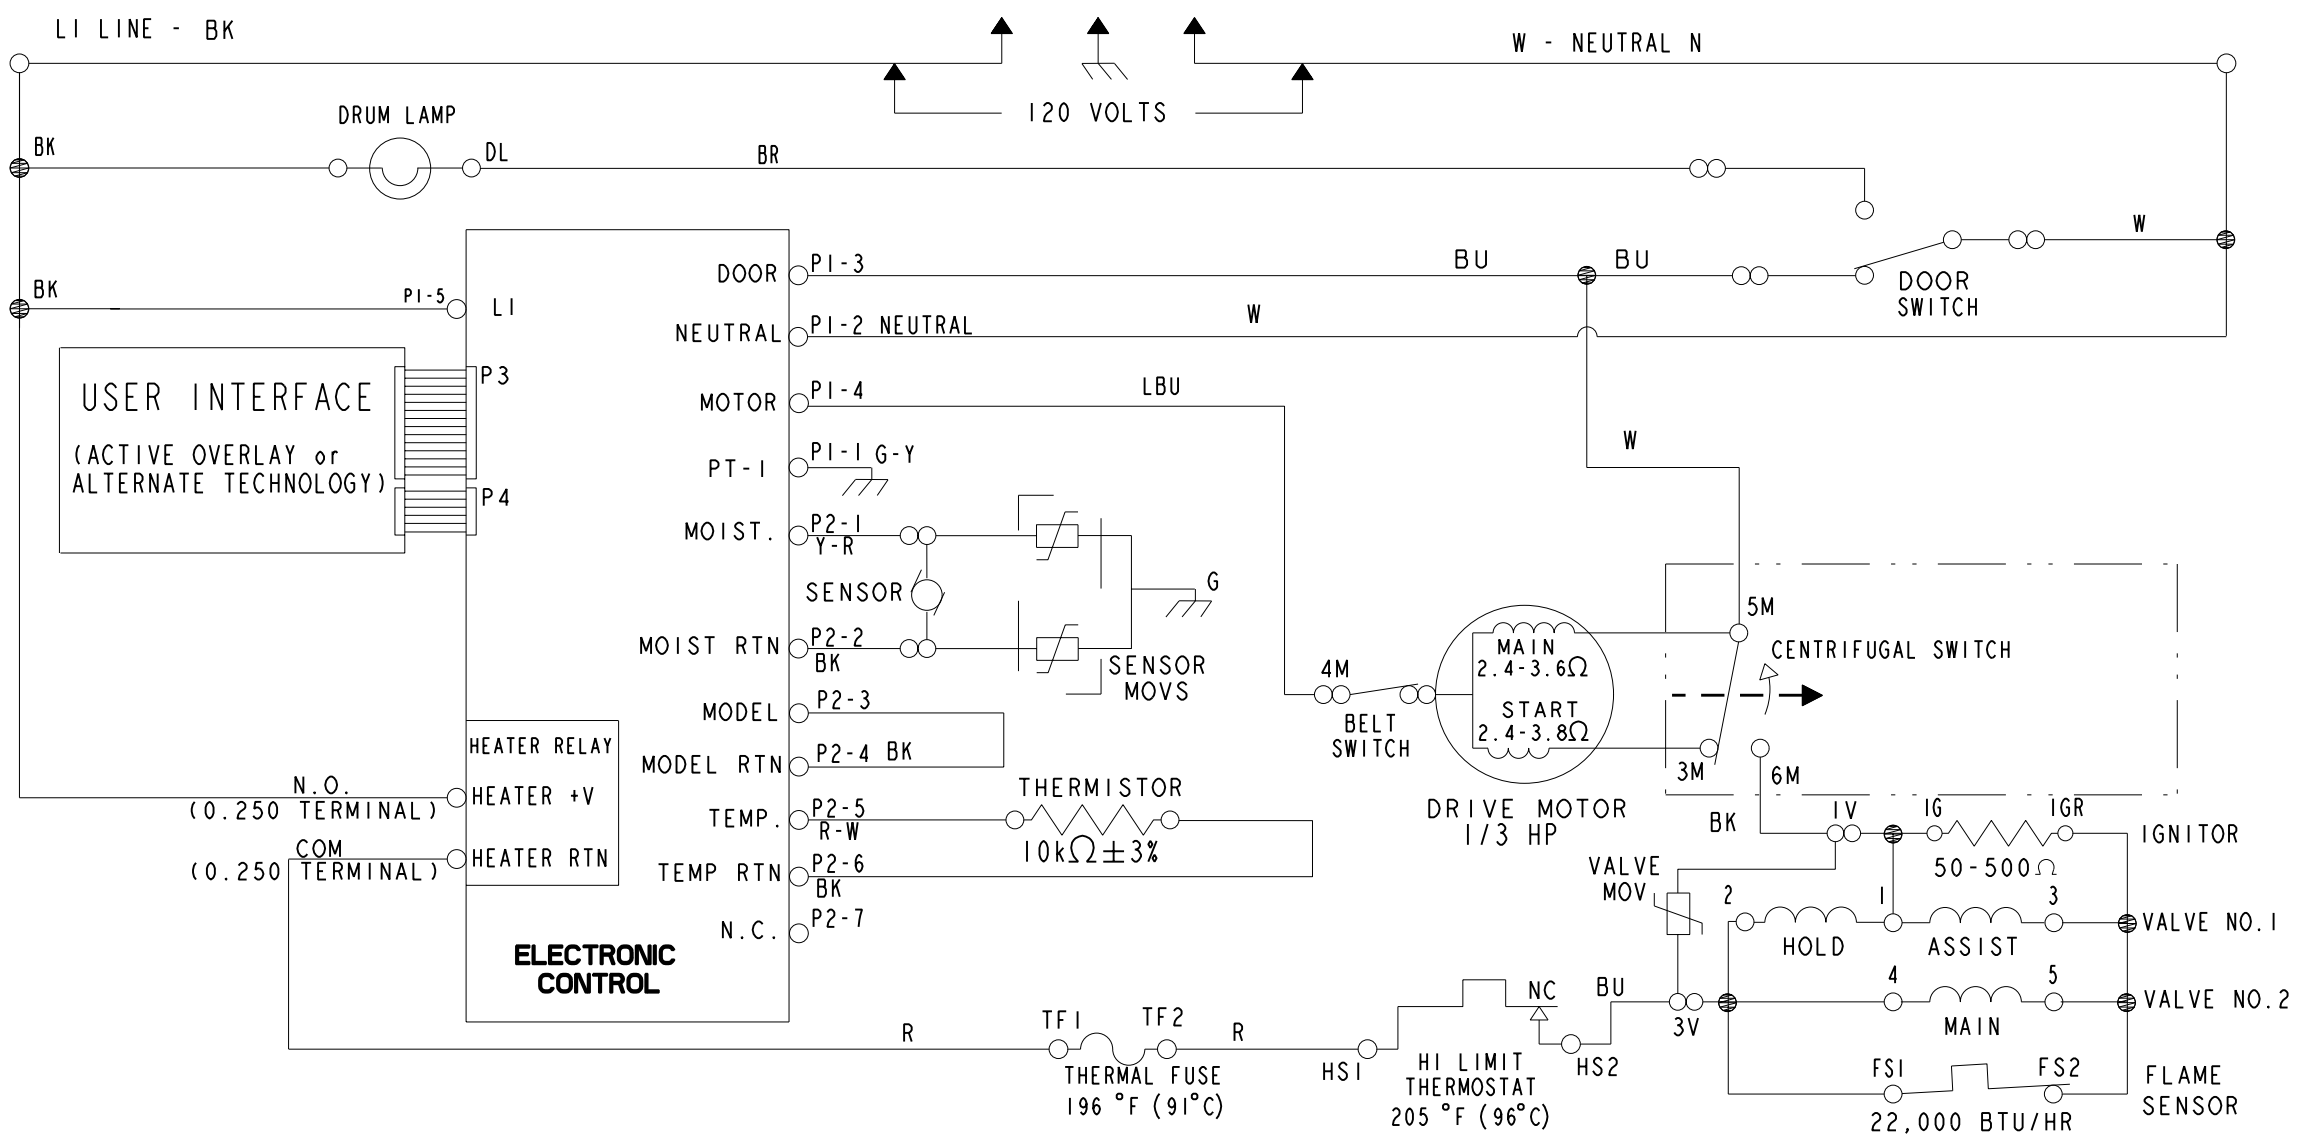 L1 LINE - BK
W - NEUTRAL N
120 VOLTS
DRUM LAMP
BK
DL
BR
W
DOOR
P1-3
BU
BU
DOOR
SWITCH
BK
P1-5
L1
NEUTRAL
P1-2 NEUTRAL
W
USER INTERFACE
(ACTIVE OVERLAY or
ALTERNATE TECHNOLOGY)
P3
P4
MOTOR
P1-4
LBU
W
PT-1
P1-1 G-Y
MOIST.
P2-1
Y-R
SENSOR
G
MOIST RTN
P2-2
BK
SENSOR
MOVS
MODEL
P2-3
MODEL RTN
P2-4 BK
4M
BELT
SWITCH
MAIN
2.4-3.6Ω
START
2.4-3.8Ω
DRIVE MOTOR
1/3 HP
5M
CENTRIFUGAL SWITCH
3M
6M
HEATER RELAY
N.O.
(0.250 TERMINAL)
HEATER +V
COM
(0.250 TERMINAL)
HEATER RTN
TEMP.
P2-5
R-W
THERMISTOR
10kΩ±3%
TEMP RTN
P2-6
BK
N.C.
P2-7
ELECTRONIC
CONTROL
BK
1V
IG
IGR
IGNITOR
50-500Ω
VALVE
MOV
2
1
3
HOLD
ASSIST
VALVE NO.1
4
5
MAIN
VALVE NO.2
R
TF1
TF2
THERMAL FUSE
196 °F (91°C)
R
HS1
NC
HS2
HI LIMIT
THERMOSTAT
205 °F (96°C)
BU
3V
FS1
FS2
22,000 BTU/HR
FLAME
SENSOR